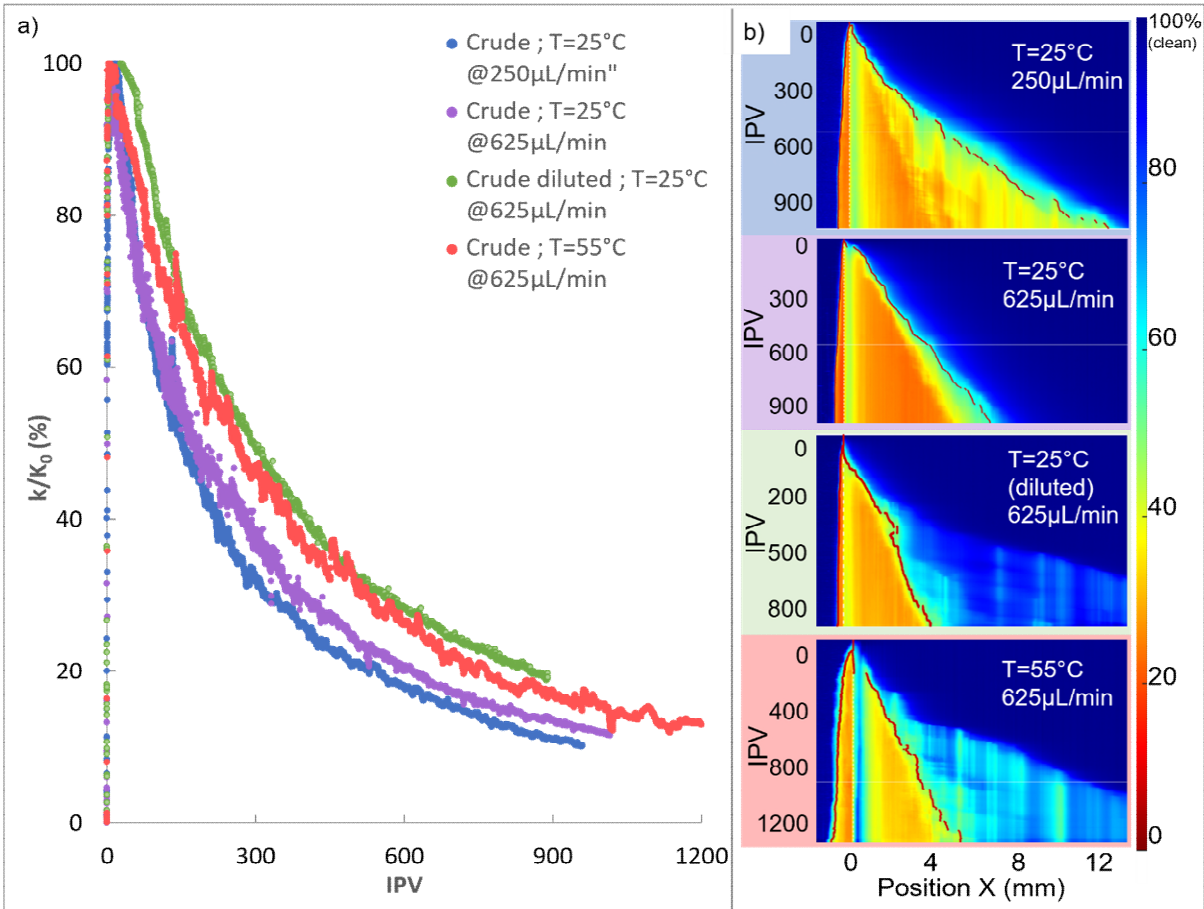 a)
Crude ; T=25°C
@250µL/min"
Crude ; T=25°C
@625µL/min
Crude diluted ; T=25°C
@625µL/min
Crude ; T=55°C
@625µL/min
100
80
60
40
20
0
k/K₀ (%)
0 300 600 900 1200
IPV
b)
T=25°C
250µL/min
0
300
600
900
IPV
T=25°C
625µL/min
0
300
600
900
IPV
T=25°C
(diluted)
625µL/min
0
200
500
800
IPV
T=55°C
625µL/min
0
400
800
1200
IPV
0 4 8 12
Position X (mm)
100%
(clean)
80
60
40
20
0